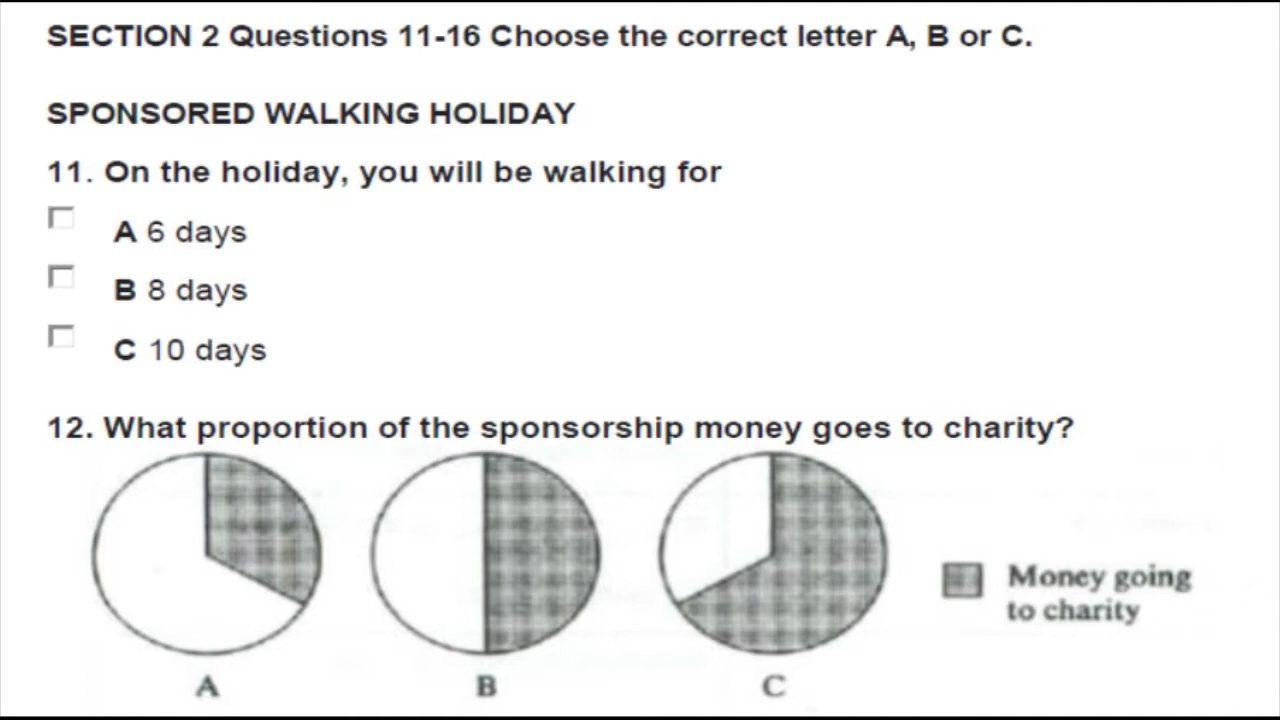 SECTION 2 Questions 11-16 Choose the correct letter A, B or C.
SPONSORED WALKING HOLIDAY
11. On the holiday, you will be walking for
A 6 days
B 8 days
C 10 days
12. What proportion of the sponsorship money goes to charity?
Money going
to charity
A B C